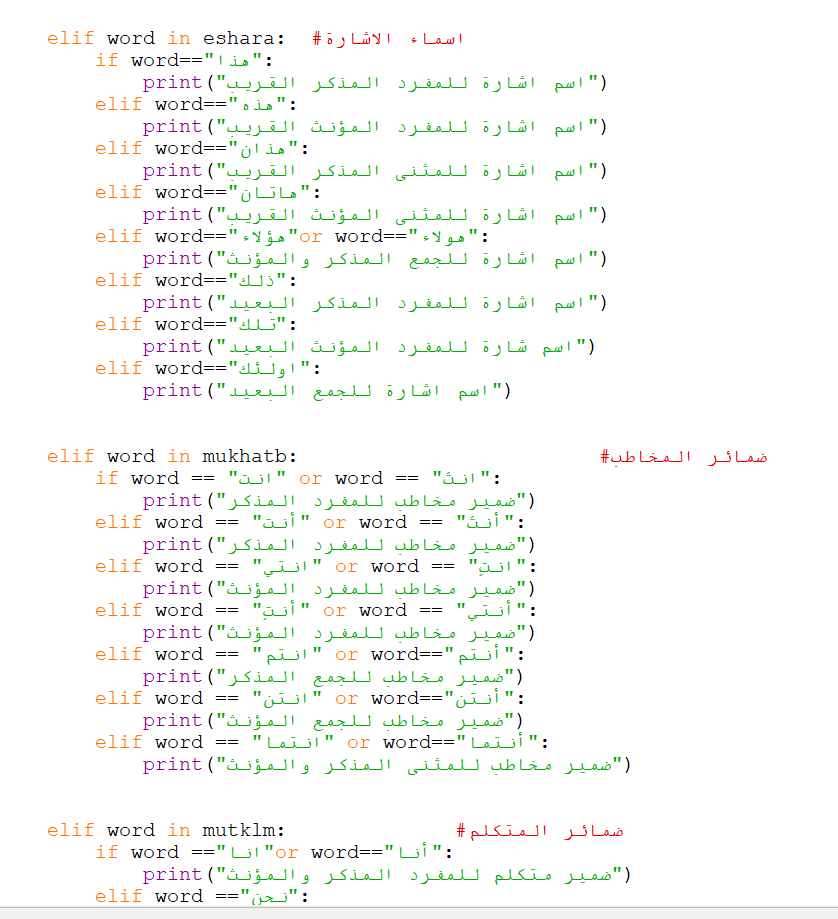 elif word in eshara:  #اسماء الاشارة
    if word=="هذا":
        print("اسم اشارة للمفرد المذكر القريب")
    elif word=="هذه":
        print("اسم اشارة للمفرد المؤنث القريب")
    elif word=="هذان":
        print("اسم اشارة للمثنى المذكر القريب")
    elif word=="هاتان":
        print("اسم اشارة للمثنى المؤنث القريب")
    elif word=="هؤلاء"or word=="هولاء":
        print("اسم اشارة للجمع المذكر والمؤنث")
    elif word=="ذلك":
        print("اسم اشارة للمفرد المذكر البعيد")
    elif word=="تلك":
        print("اسم شارة للمفرد المؤنث البعيد")
    elif word=="اولئك":
        print("اسم اشارة للجمع البعيد")
elif word in mukhatb:                         #ضمائر المخاطب
    if word == "انت" or word == "انتَ":
        print("ضمير مخاطب للمفرد المذكر")
    elif word == "أنت" or word == "أنتَ":
        print("ضمير مخاطب للمفرد المذكر")
    elif word == "انتي" or word == "انتِ":
        print("ضمير مخاطب للمفرد المؤنث")
    elif word == "أنتِ" or word == "أنتي":
        print("ضمير مخاطب للمفرد المؤنث")
    elif word == "انتم" or word=="أنتم":
        print("ضمير مخاطب للجمع المذكر")
    elif word == "انتن" or word=="أنتن":
        print("ضمير مخاطب للجمع المؤنث")
    elif word == "انتما" or word=="أنتما":
        print("ضمير مخاطب للمثنى المذكر والمؤنث")
elif word in mutklm:              #ضمائر المتكلم
    if word =="انا"or word=="أنا":
        print("ضمير متكلم للمفرد المذكر والمؤنث")
    elif word =="نحن":